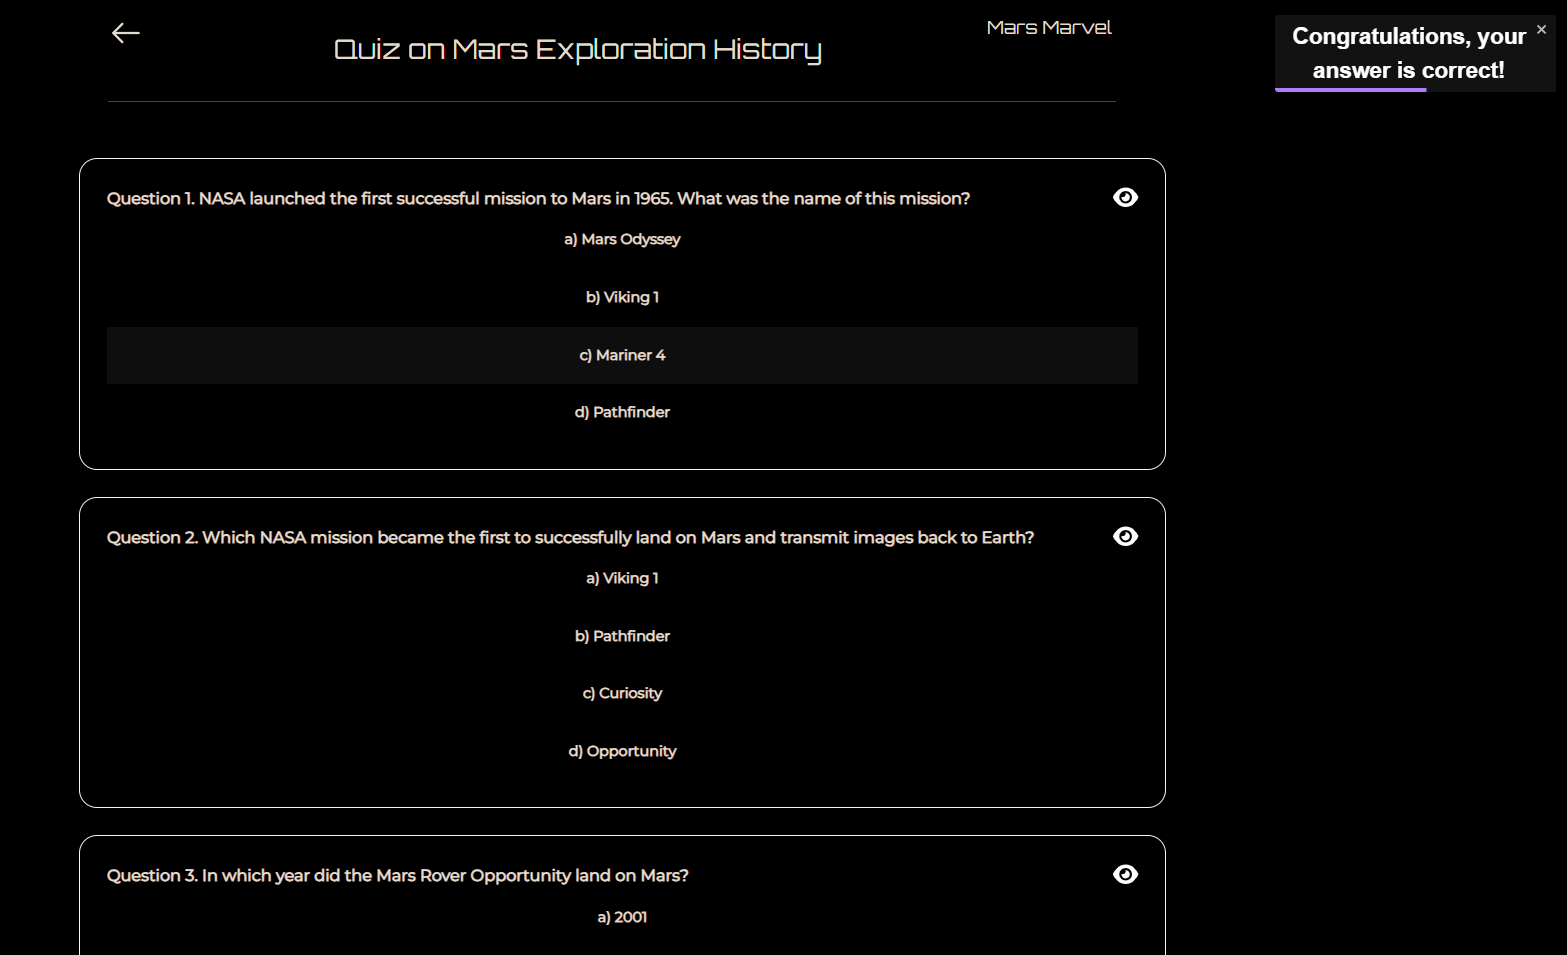 Mars Marvel
Quiz on Mars Exploration History
Congratulations, your
answer is correct!
Question 1. NASA launched the first successful mission to Mars in 1965. What was the name of this mission?
a) Mars Odyssey
b) Viking 1
c) Mariner 4
d) Pathfinder
Question 2. Which NASA mission became the first to successfully land on Mars and transmit images back to Earth?
a) Viking 1
b) Pathfinder
c) Curiosity
d) Opportunity
Question 3. In which year did the Mars Rover Opportunity land on Mars?
a) 2001